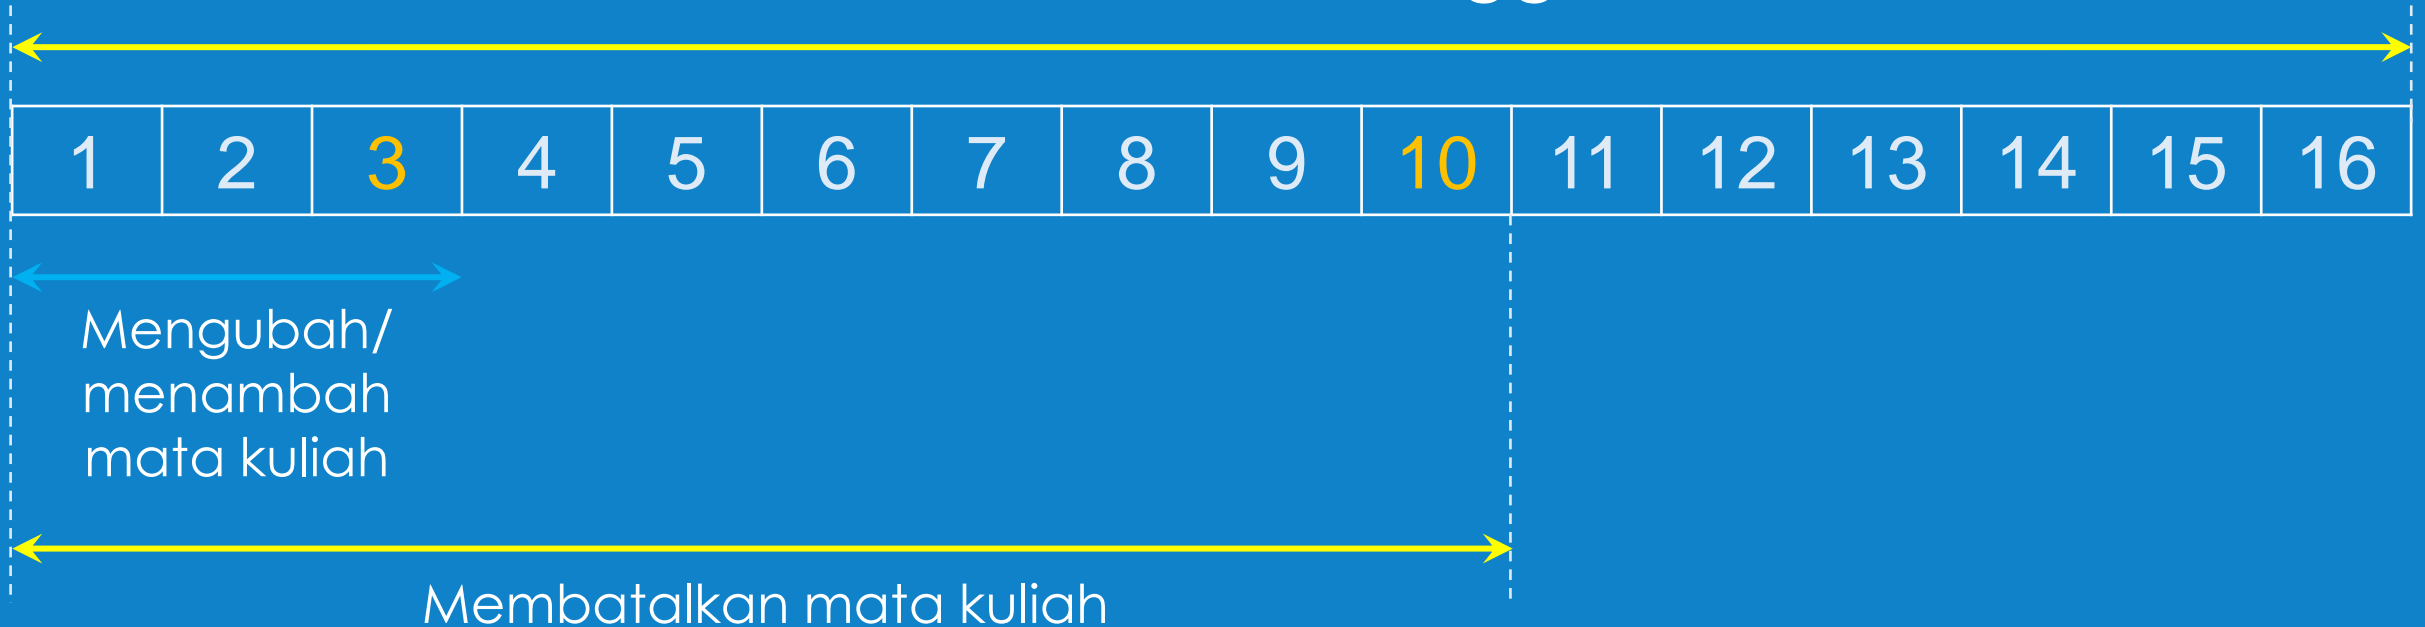 1 2 3 4 5 6 7 8 9 10 11 12 13 14 15 16
Mengubah/
menambah
mata kuliah
Membatalkan mata kuliah